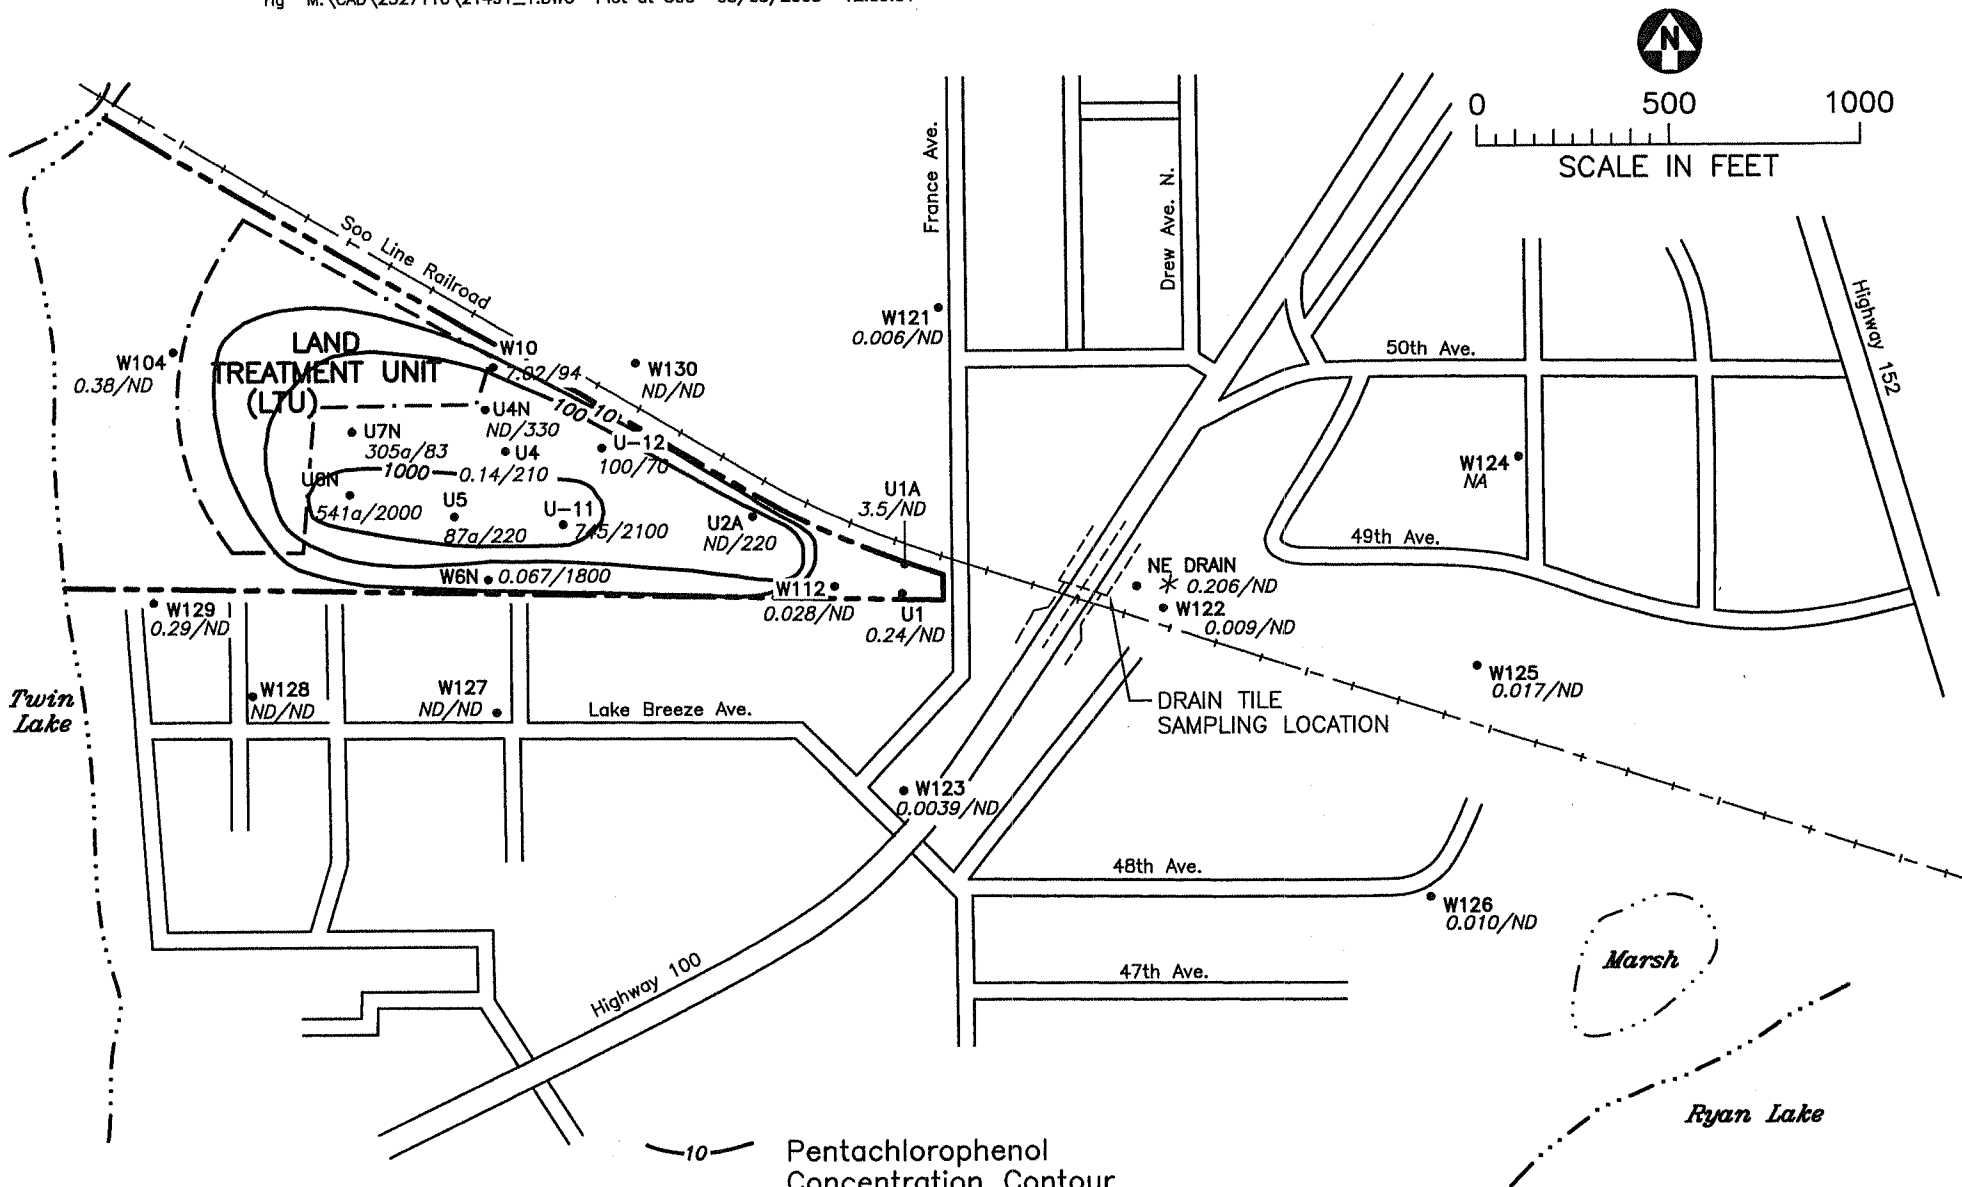 N
0 500 1000
SCALE IN FEET
France Ave.
Drew Ave. N.
Soo Line Railroad
Highway 152
W121
0.006/ND
50th Ave.
LAND
TREATMENT UNIT
(LTU)
W10
7.02/94
W104
0.38/ND
W130
ND/ND
U4N
ND/330
100
10
U7N
305a/83
U4
0.14/210
U-12
100/70
1000
W124
NA
U1A
3.5/ND
541a/2000
U5
87a/220
U-11
745/2100
U2A
ND/220
49th Ave.
NE DRAIN
* 0.206/ND
W6N 0.067/1800
W112
0.028/ND
U1
0.24/ND
W122
0.009/ND
W129
0.29/ND
W125
0.017/ND
Twin
Lake
W128
ND/ND
W127
ND/ND
Lake Breeze Ave.
DRAIN TILE
SAMPLING LOCATION
W123
0.0039/ND
48th Ave.
W126
0.010/ND
Marsh
47th Ave.
Highway 100
Ryan Lake
10 Pentachlorophenol
Concentration Contour